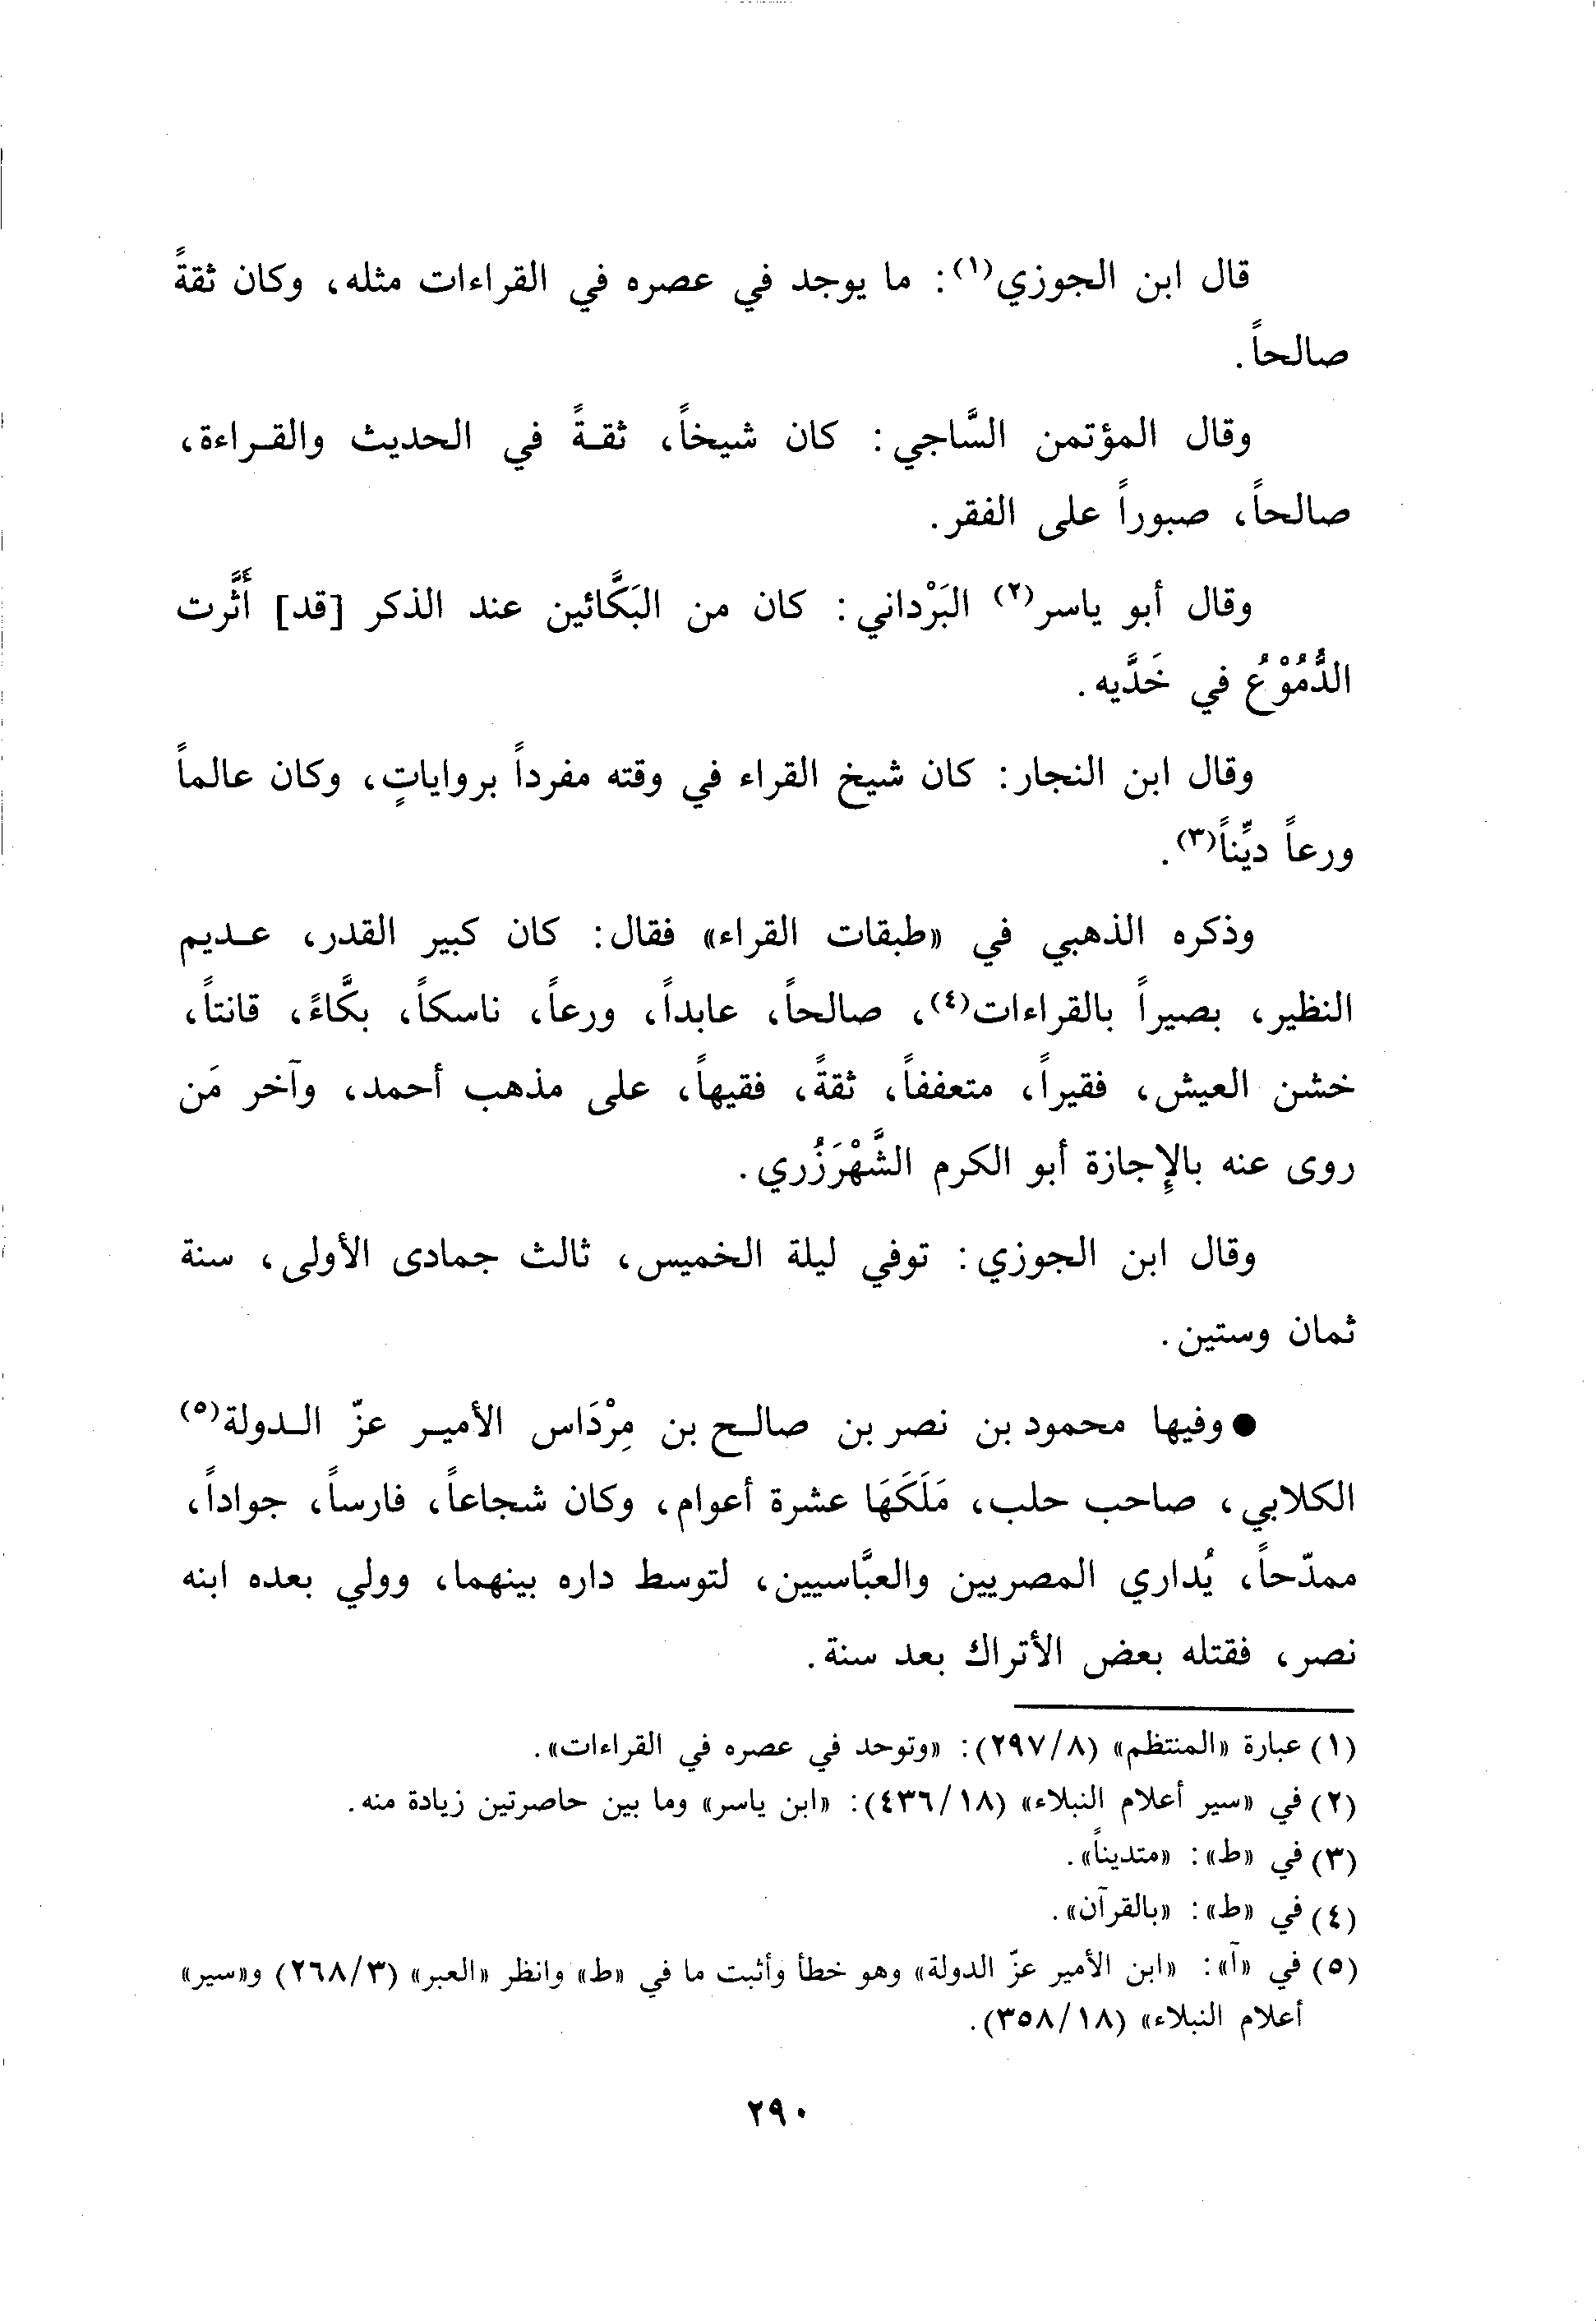 قال ابن الجوزي(١): ما يوجد في عصره في القراءات مثله، وكان ثقةً
صالحاً.
وقال المؤتمن السَّاجي: كان شيخاً، ثقـةً في الحديث والقـراءة،
صالحاً، صبوراً على الفقر.
وقال أبو ياسر(٢) البَرْداني: كان من البَكَّائين عند الذكر [قد] أَثَّرت
الدُّمُوْعُ في خَدَّيه.
وقال ابن النجار: كان شيخ القراء في وقته مفرداً برواياتٍ، وكان عالماً
ورعاً ديِّناً(٣).
وذكره الذهبي في «طبقات القراء» فقال: كان كبير القدر، عـديم
النظير، بصيراً بالقراءات(٤)، صالحاً، عابداً، ورعاً، ناسكاً، بكَّاءً، قانتاً،
خشن العيش، فقيراً، متعففاً، ثقةً، فقيهاً، على مذهب أحمد، وآخر مَن
روى عنه بالإِجازة أبو الكرم الشَّهْرَزُري.
وقال ابن الجوزي: توفي ليلة الخميس، ثالث جمادى الأولى، سنة
ثمان وستين.
● وفيها محمود بن نصر بن صالـح بن مِرْدَاس الأميـر عزّ الـدولة(٥)
الكلابي، صاحب حلب، مَلَكَهَا عشرة أعوام، وكان شجاعاً، فارساً، جواداً،
ممدّحاً، يُداري المصريين والعبَّاسيين، لتوسط داره بينهما، وولي بعده ابنه
نصر، فقتله بعض الأتراك بعد سنة.
(١) عبارة «المنتظم» (٢٩٧/٨): «وتوحد في عصره في القراءات».
(٢) في «سير أعلام النبلاء» (٤٣٦/١٨): «ابن ياسر» وما بين حاصرتين زيادة منه.
(٣) في «ط»: «متديناً».
(٤) في «ط»: «بالقرآن».
(٥) في «آ»: «ابن الأمير عزّ الدولة» وهو خطأ وأثبت ما في «ط» وانظر «العبر» (٢٦٨/٣) و«سير»
أعلام النبلاء» (٣٥٨/١٨).
٢٩٠